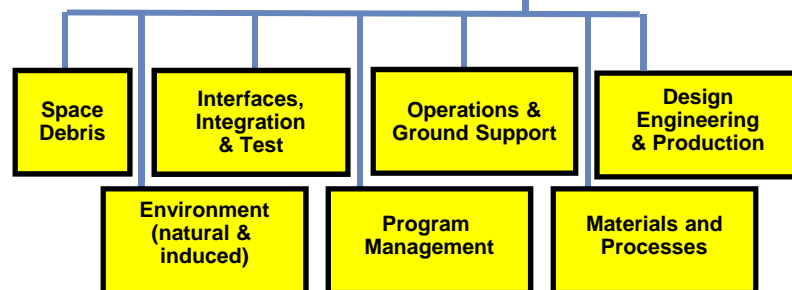 Space
Debris
Interfaces,
Integration
& Test
Operations &
Ground Support
Design
Engineering
& Production
Environment
(natural &
induced)
Program
Management
Materials and
Processes